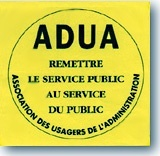 ADUA
REMETTRE
LE SERVICE PUBLIC
AU SERVICE
DU PUBLIC
ASSOCIATION DES USAGERS DE L'ADMINISTRATION